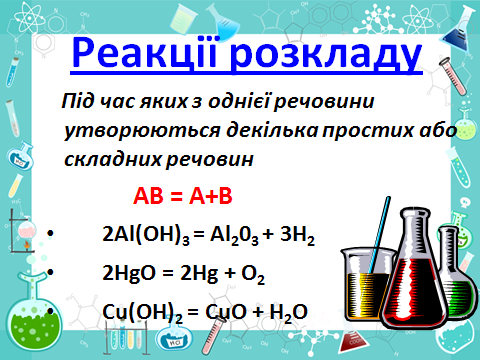 Реакції розкладу
Під час яких з однієї речовини
утворюються декілька простих або
складних речовин
АВ = А+В
• 2Al(OH)₃ = Al₂0₃ + 3H₂
• 2HgO = 2Hg + O₂
• Cu(OH)₂ = CuO + H₂O